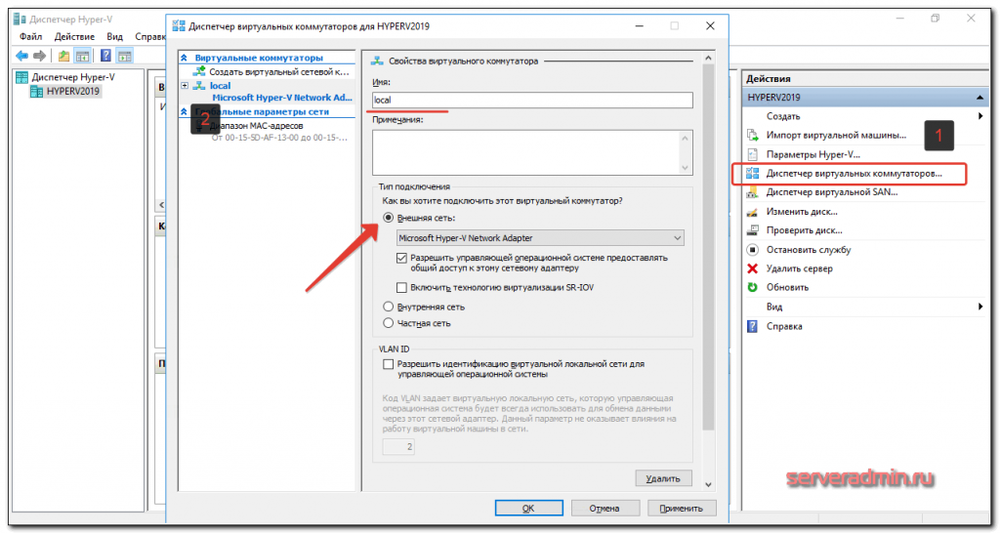 Диспетчер Hyper-V
Файл Действие Вид Справк
Диспетчер Hyper-V
HYPERV2019
Диспетчер виртуальных коммутаторов для HYPERV2019
Виртуальные коммутаторы
Создать виртуальный сетевой к...
local
Microsoft Hyper-V Network Ad...
2
бальные параметры сети
Диапазон MAC-адресов
От 00-15-5D-AF-13-00 до 00-15-...
Свойства виртуального коммутатора
Имя:
local
Примечания:
Тип подключения
Как вы хотите подключить этот виртуальный коммутатор?
Внешняя сеть:
Microsoft Hyper-V Network Adapter
Разрешить управляющей операционной системе предоставлять
общий доступ к этому сетевому адаптеру
Включить технологию виртуализации SR-IOV
Внутренняя сеть
Частная сеть
VLAN ID
Разрешить идентификацию виртуальной локальной сети для
управляющей операционной системы
Код VLAN задает виртуальную локальную сеть, которую управляющая
операционная система будет всегда использовать для обмена данными
через этот сетевой адаптер. Данный параметр не оказывает влияния на
работу виртуальной машины в сети.
2
Удалить
OK Отмена Применить
Действия
HYPERV2019
Создать
Импорт виртуальной машины...
1
Параметры Hyper-V...
Диспетчер виртуальных коммутаторов...
Диспетчер виртуальной SAN...
Изменить диск...
Проверить диск...
Остановить службу
Удалить сервер
Обновить
Вид
Справка
serveradmin.ru